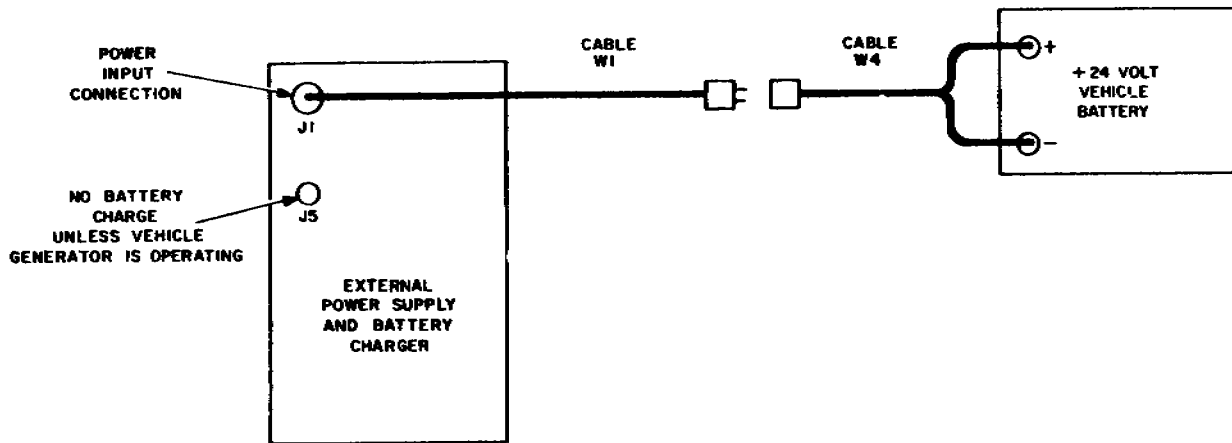 POWER
INPUT
CONNECTION
J1
CABLE
W1
CABLE
W4
+
-
+24 VOLT
VEHICLE
BATTERY
NO BATTERY
CHARGE
UNLESS VEHICLE
GENERATOR IS OPERATING
J5
EXTERNAL
POWER SUPPLY
AND BATTERY
CHARGER